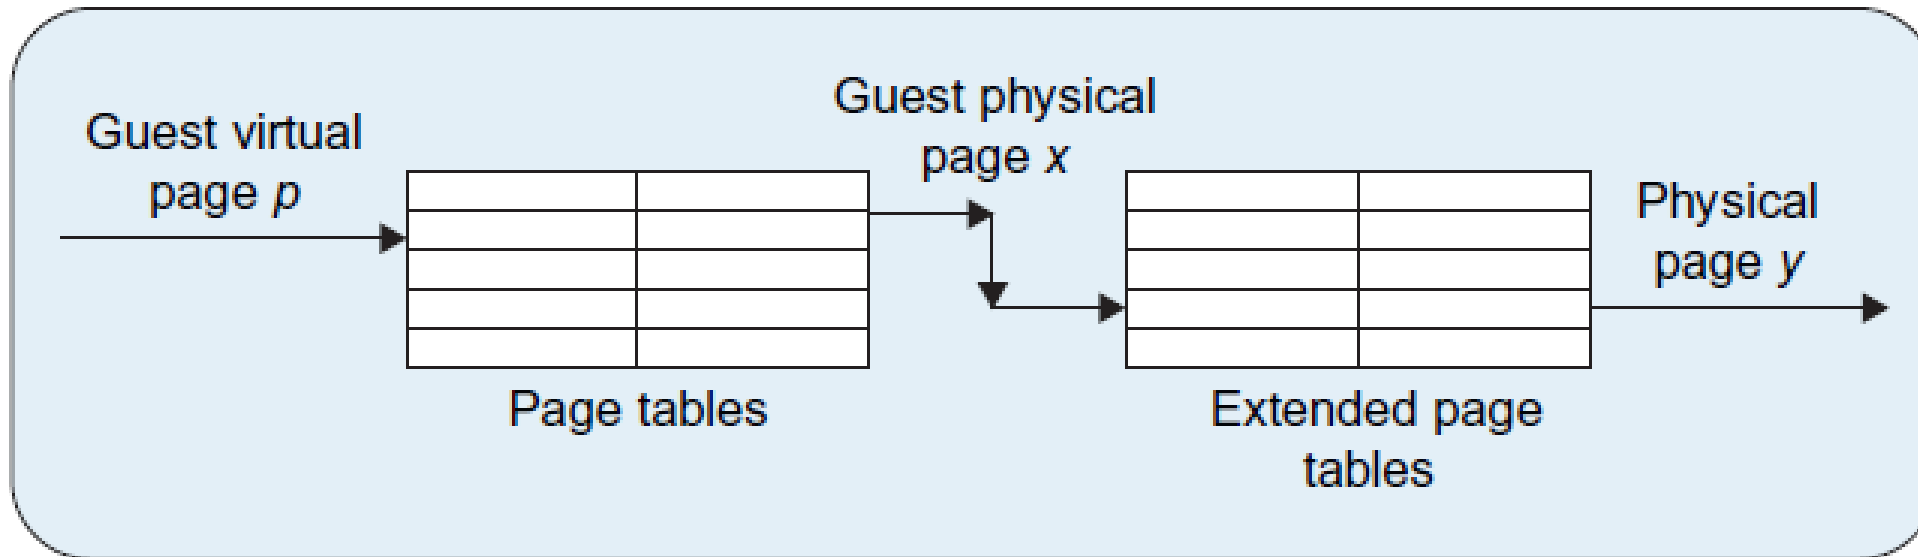 Guest virtual
page p
Guest physical
page x
Physical
page y
Page tables
Extended page
tables